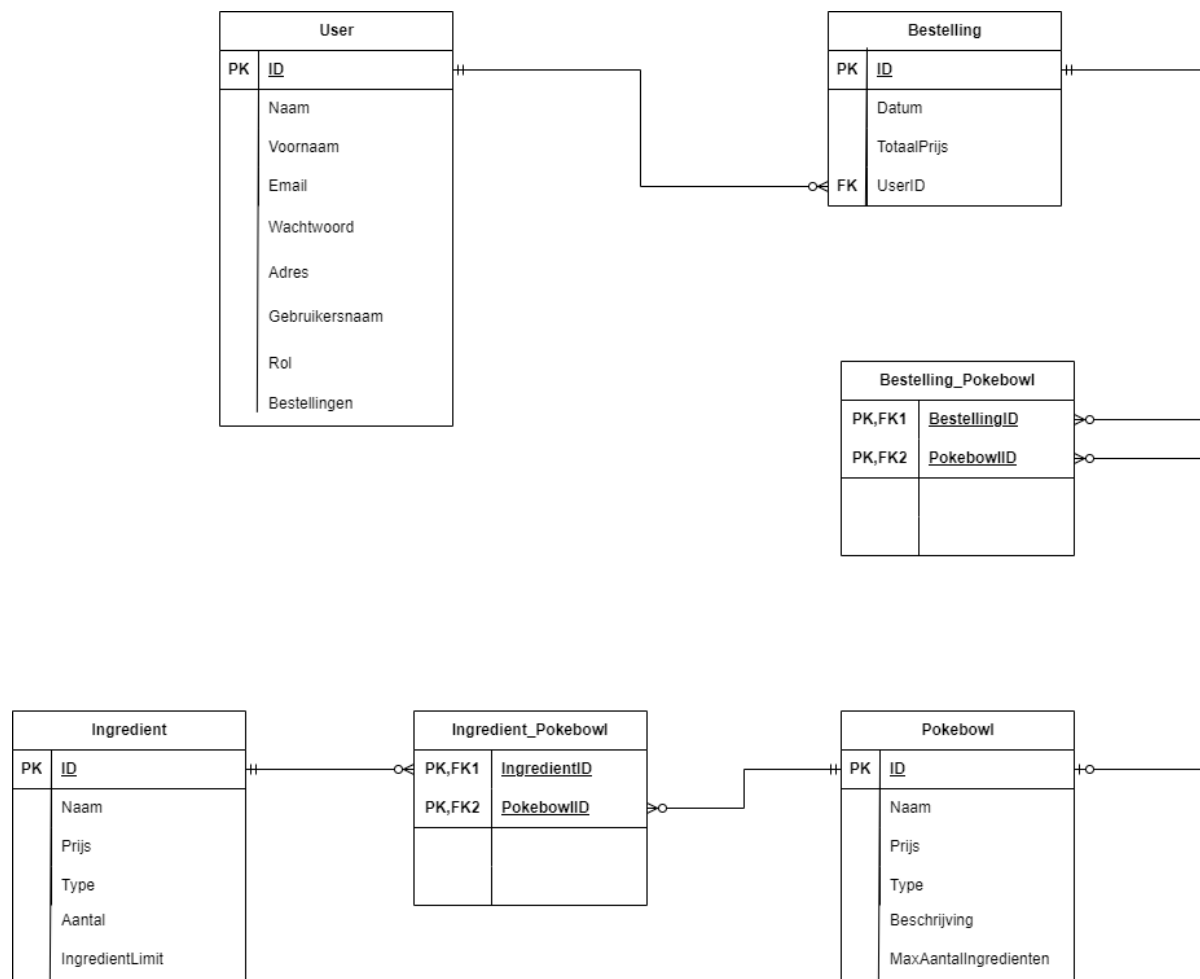 User
PK ID
Naam
Voornaam
Email
Wachtwoord
Adres
Gebruikersnaam
Rol
Bestellingen
Bestelling
PK ID
Datum
TotaalPrijs
FK UserID
Bestelling_Pokebowl
PK,FK1 BestellingID
PK,FK2 PokebowlID
Ingredient
PK ID
Naam
Prijs
Type
Aantal
IngredientLimit
Ingredient_Pokebowl
PK,FK1 IngredientID
PK,FK2 PokebowlID
Pokebowl
PK ID
Naam
Prijs
Type
Beschrijving
MaxAantalIngredienten